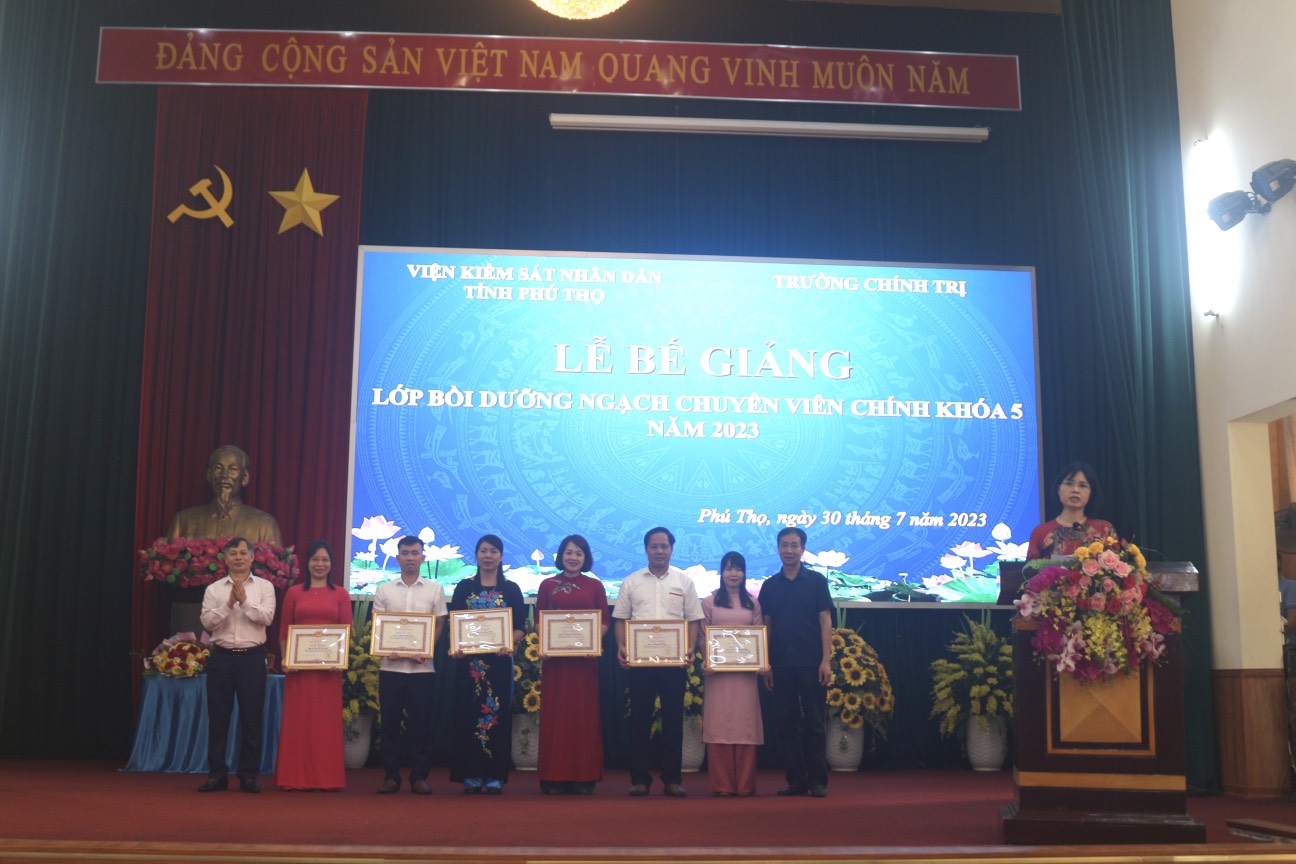 ĐẢNG CỘNG SẢN VIỆT NAM QUANG VINH MUÔN NĂM
VIỆN KIỂM SÁT NHÂN DÂN
TỈNH PHÚ THỌ
TRƯỜNG CHÍNH TRỊ
LỄ BẾ GIẢNG
LỚP BỒI DƯỠNG NGẠCH CHUYÊN VIÊN CHÍNH KHÓA 5
NĂM 2023
Phú Thọ, ngày 30 tháng 7 năm 2023